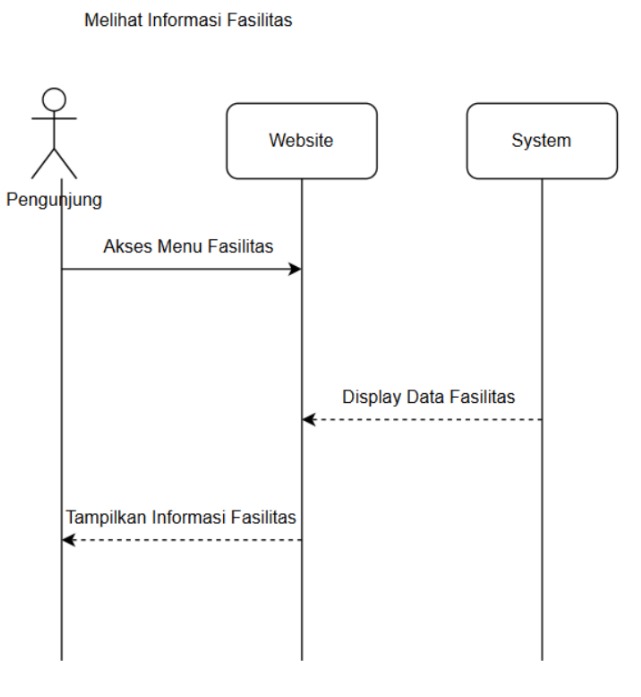 Melihat Informasi Fasilitas
Website
System
Pengunjung
Akses Menu Fasilitas
Display Data Fasilitas
Tampilkan Informasi Fasilitas